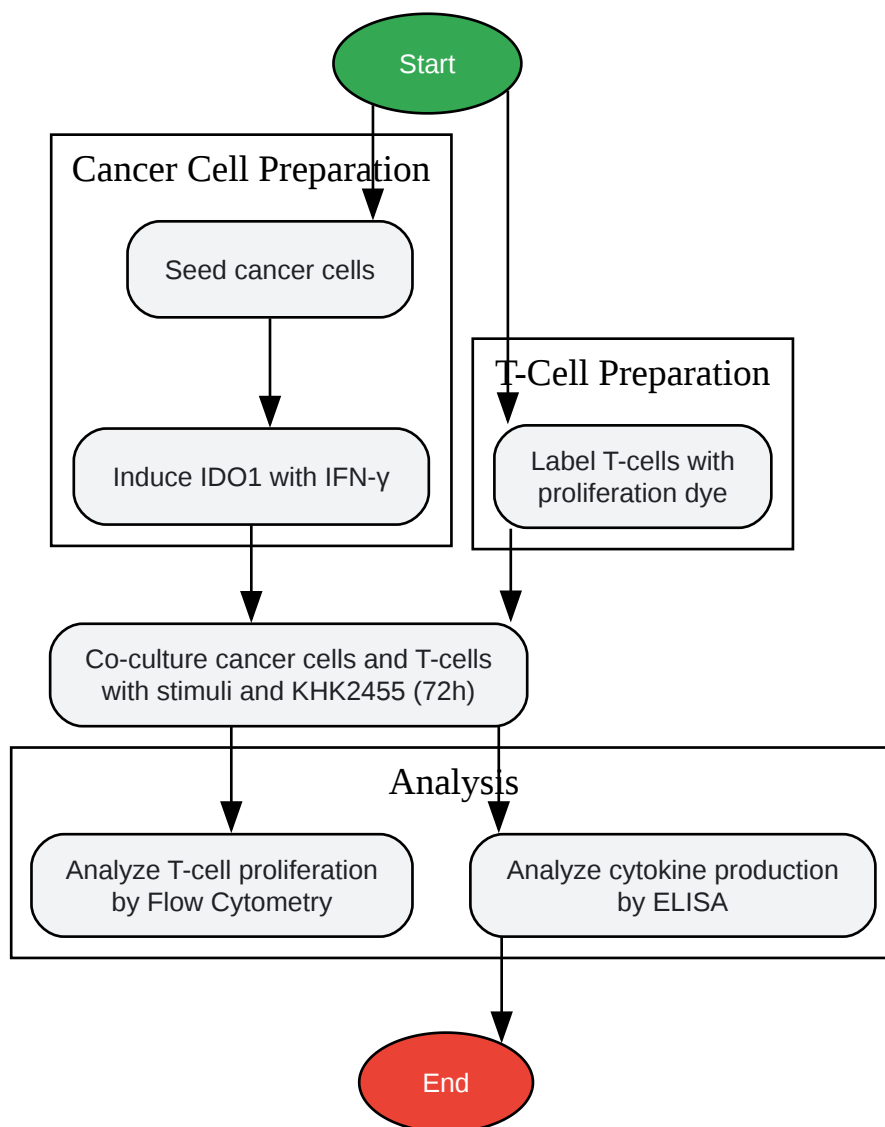 Start
Cancer Cell Preparation
Seed cancer cells
Induce IDO1 with IFN-γ
T-Cell Preparation
Label T-cells with
proliferation dye
Co-culture cancer cells and T-cells
with stimuli and KHK2455 (72h)
Analysis
Analyze T-cell proliferation
by Flow Cytometry
Analyze cytokine production
by ELISA
End